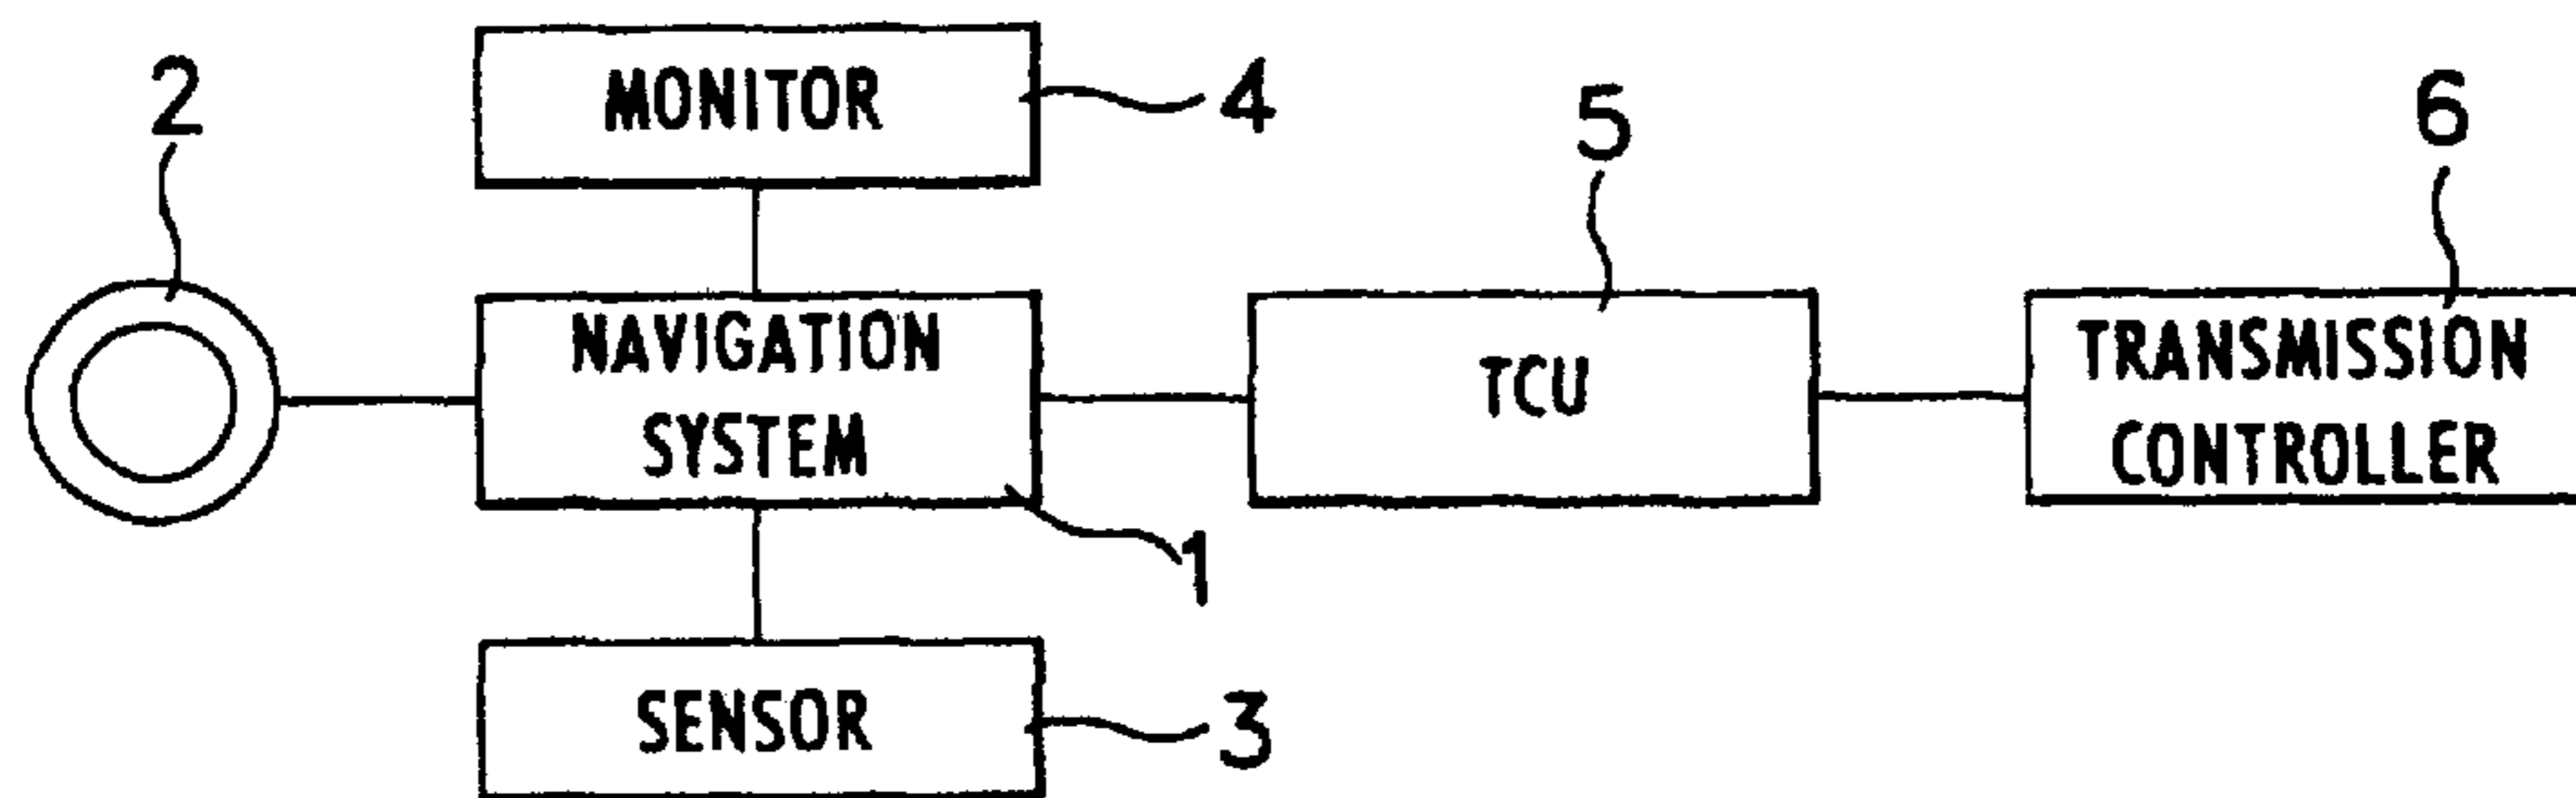 MONITOR
4
2
5
6
NAVIGATION
SYSTEM
1
TCU
TRANSMISSION
CONTROLLER
SENSOR
3